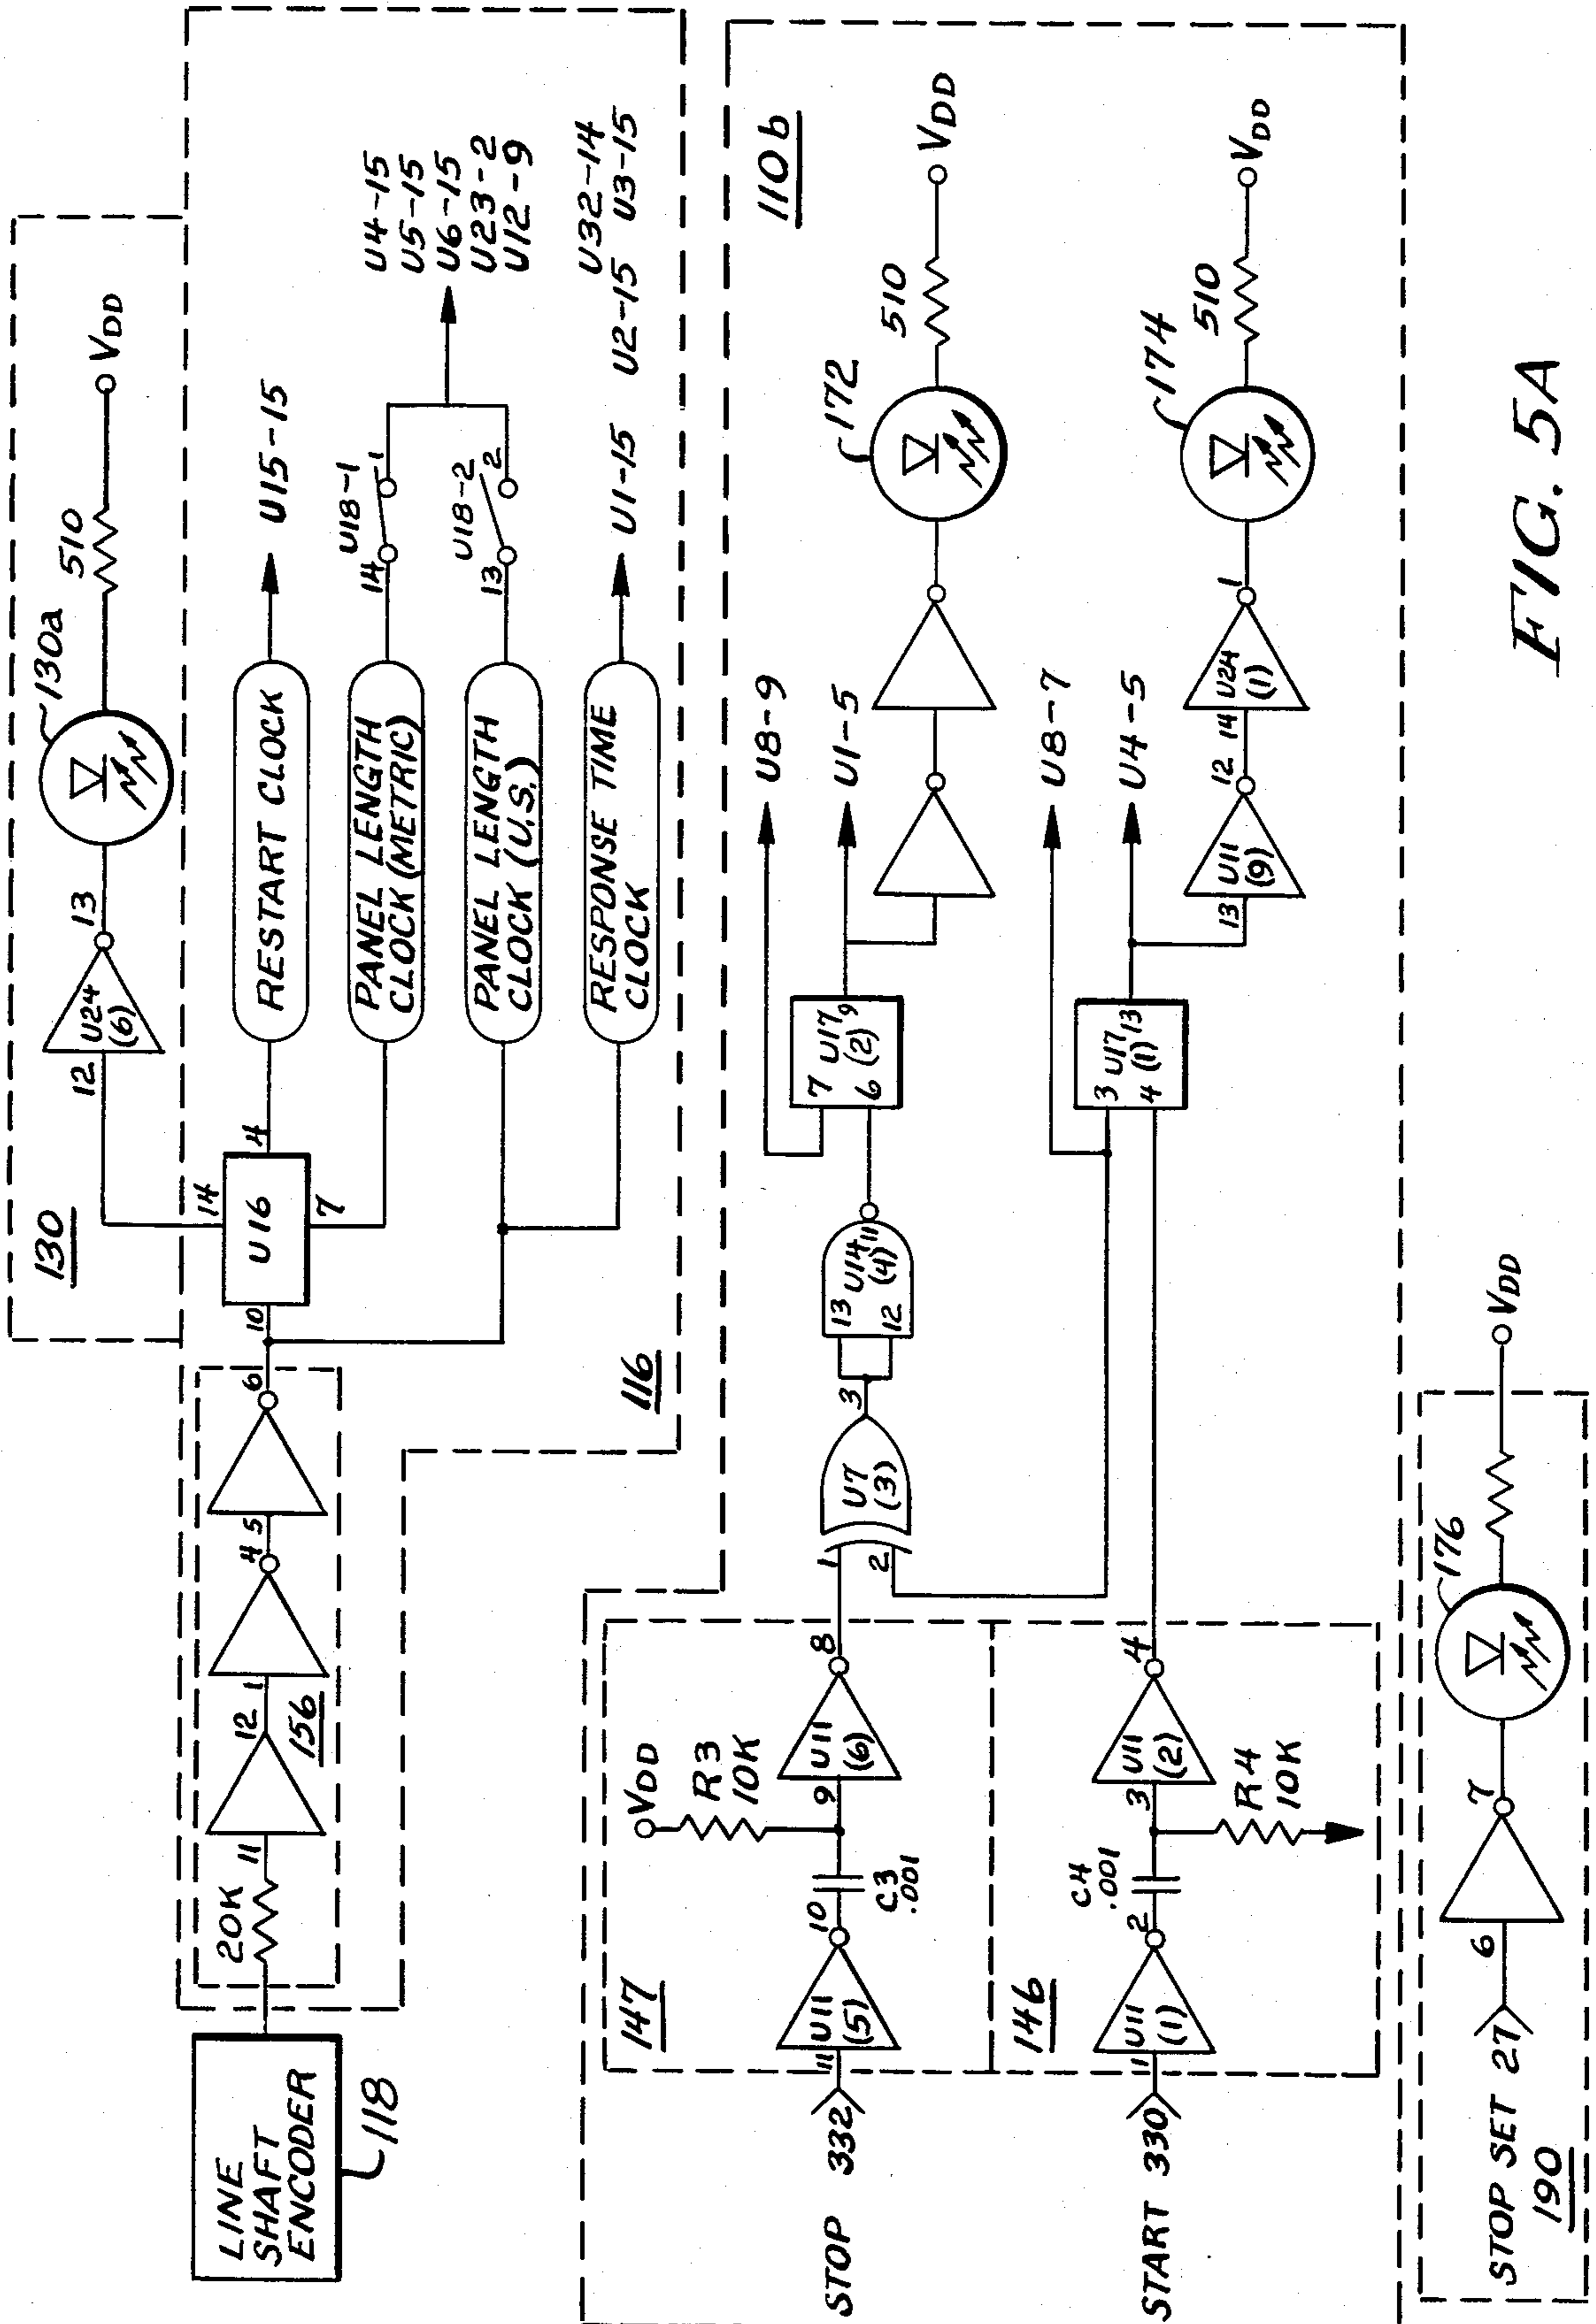 LINE
SHAFT
ENCODER
118
20K
11
12
1
156
4
5
6
10
U16
14
4
7
116
130
12
U24
(6)
13
130a
510
VDD
RESTART CLOCK
U15-15
PANEL LENGTH
CLOCK (METRIC)
14
U18-1
1
PANEL LENGTH
CLOCK (U.S.)
13
U18-2
2
U4-15
U5-15
U6-15
U23-2
U12-9
RESPONSE TIME
CLOCK
U1-15
U2-15
U32-14
U3-15
110b
STOP 332
11
U11
(5)
10
C3
.001
VDD
R3
10K
9
U11
(6)
8
147
1
2
U7
(3)
3
13
12
U14
(4)
11
7
6
U17
(2)
9
U8-9
U1-5
172
510
VDD
START 330
1
U11
(1)
2
C4
.001
3
U11
(2)
4
R4
10K
146
3
4
U17
(1)
13
U8-7
U4-5
13
U11
(9)
12
14
U24
(1)
1
174
510
VDD
STOP SET 27
190
6
7
176
VDD
FIG. 5A